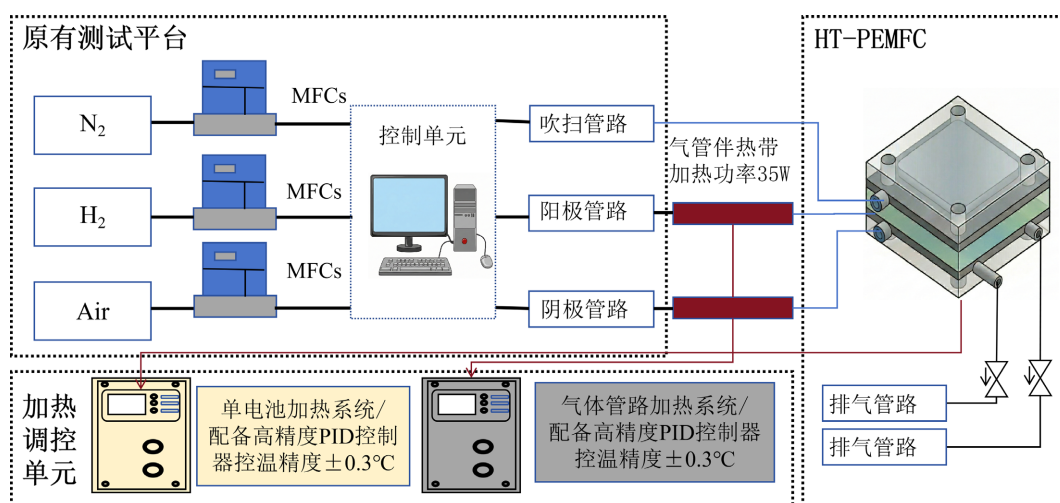 原有测试平台
HT-PEMFC
N₂
MFCs
控制单元
吹扫管路
气管伴热带
加热功率35W
H₂
MFCs
阳极管路
Air
MFCs
阴极管路
加热
调控
单元
单电池加热系统/
配备高精度PID控制
器控温精度±0.3℃
气体管路加热系统/
配备高精度PID控制器
控温精度±0.3℃
排气管路
排气管路